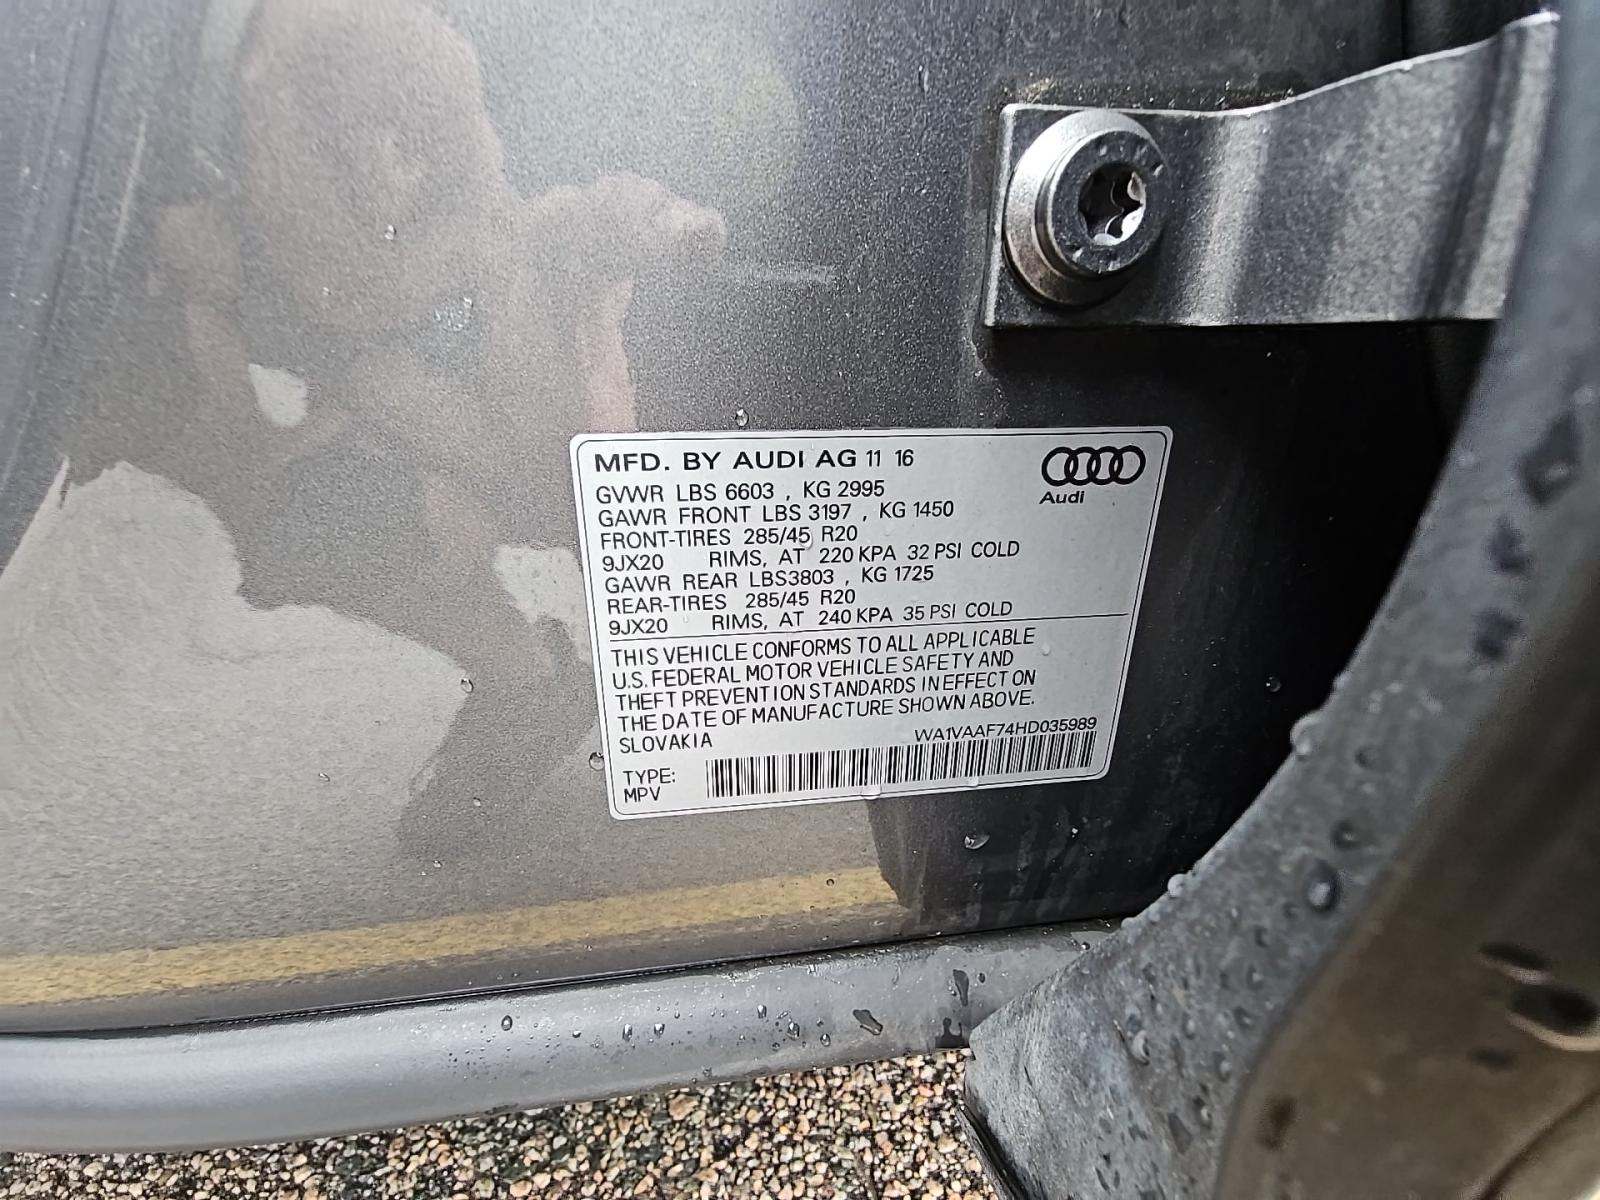 MFD. BY AUDI AG 11 16
GVWR LBS 6603 , KG 2995
GAWR FRONT LBS 3197 , KG 1450
FRONT-TIRES 285/45 R20
9JX20 RIMS, AT 220 KPA 32 PSI COLD
GAWR REAR LBS3803 , KG 1725
REAR-TIRES 285/45 R20
9JX20 RIMS, AT 240 KPA 35 PSI COLD
Audi
THIS VEHICLE CONFORMS TO ALL APPLICABLE
U.S. FEDERAL MOTOR VEHICLE SAFETY AND
THEFT PREVENTION STANDARDS IN EFFECT ON
THE DATE OF MANUFACTURE SHOWN ABOVE.
SLOVAKIA WA1VAAF74HD035989
TYPE:
MPV